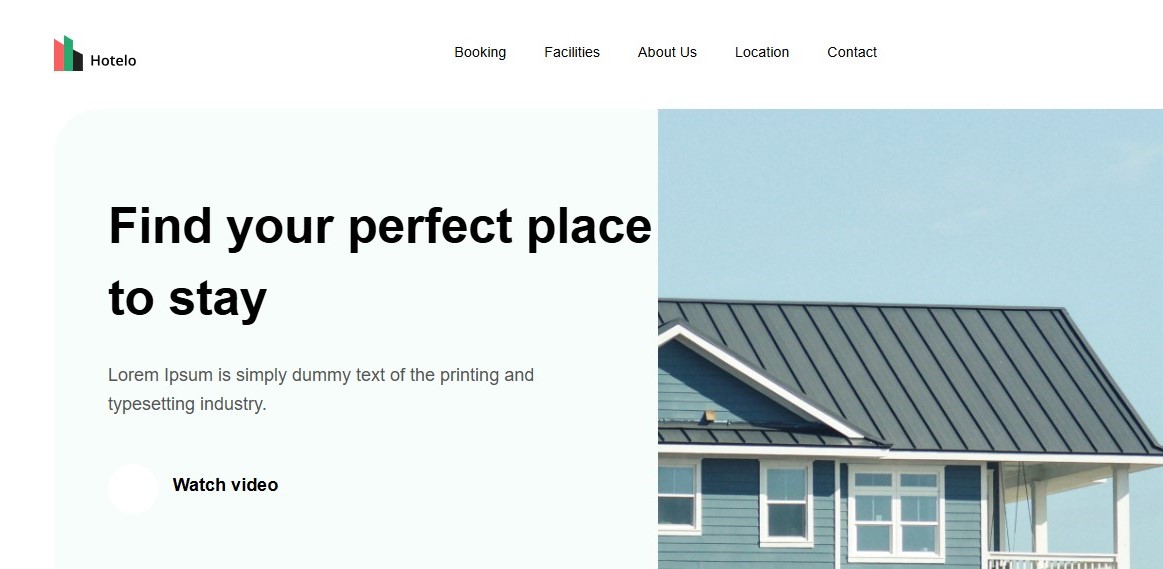 Hotelo
Booking
Facilities
About Us
Location
Contact
Find your perfect place
to stay
Lorem Ipsum is simply dummy text of the printing and
typesetting industry.
Watch video